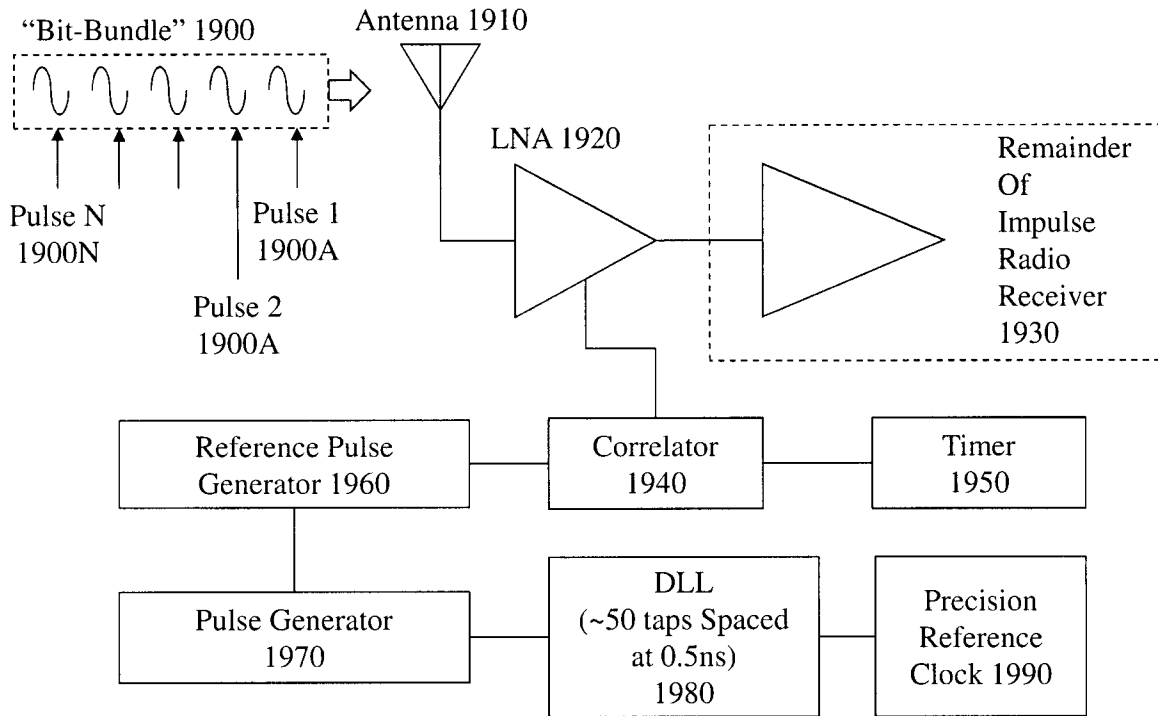 “Bit-Bundle” 1900
Antenna 1910
LNA 1920
Remainder
Of
Impulse
Radio
Receiver
1930
Pulse N
1900N
Pulse 1
1900A
Pulse 2
1900A
Reference Pulse
Generator 1960
Correlator
1940
Timer
1950
Pulse Generator
1970
DLL
(~50 taps Spaced
at 0.5ns)
1980
Precision
Reference
Clock 1990